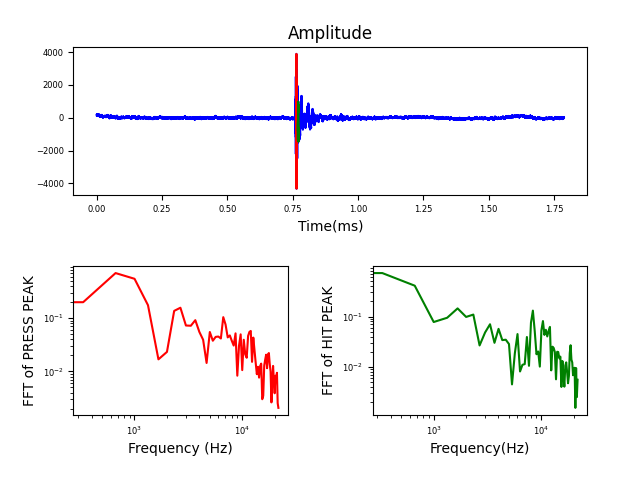 Amplitude
4000
2000
0
−2000
−4000
0.00 0.25 0.50 0.75 1.00 1.25 1.50 1.75
Time(ms)
FFT of PRESS PEAK
10⁻¹
10⁻²
10³ 10⁴
Frequency (Hz)
FFT of HIT PEAK
10⁻¹
10⁻²
10³ 10⁴
Frequency(Hz)